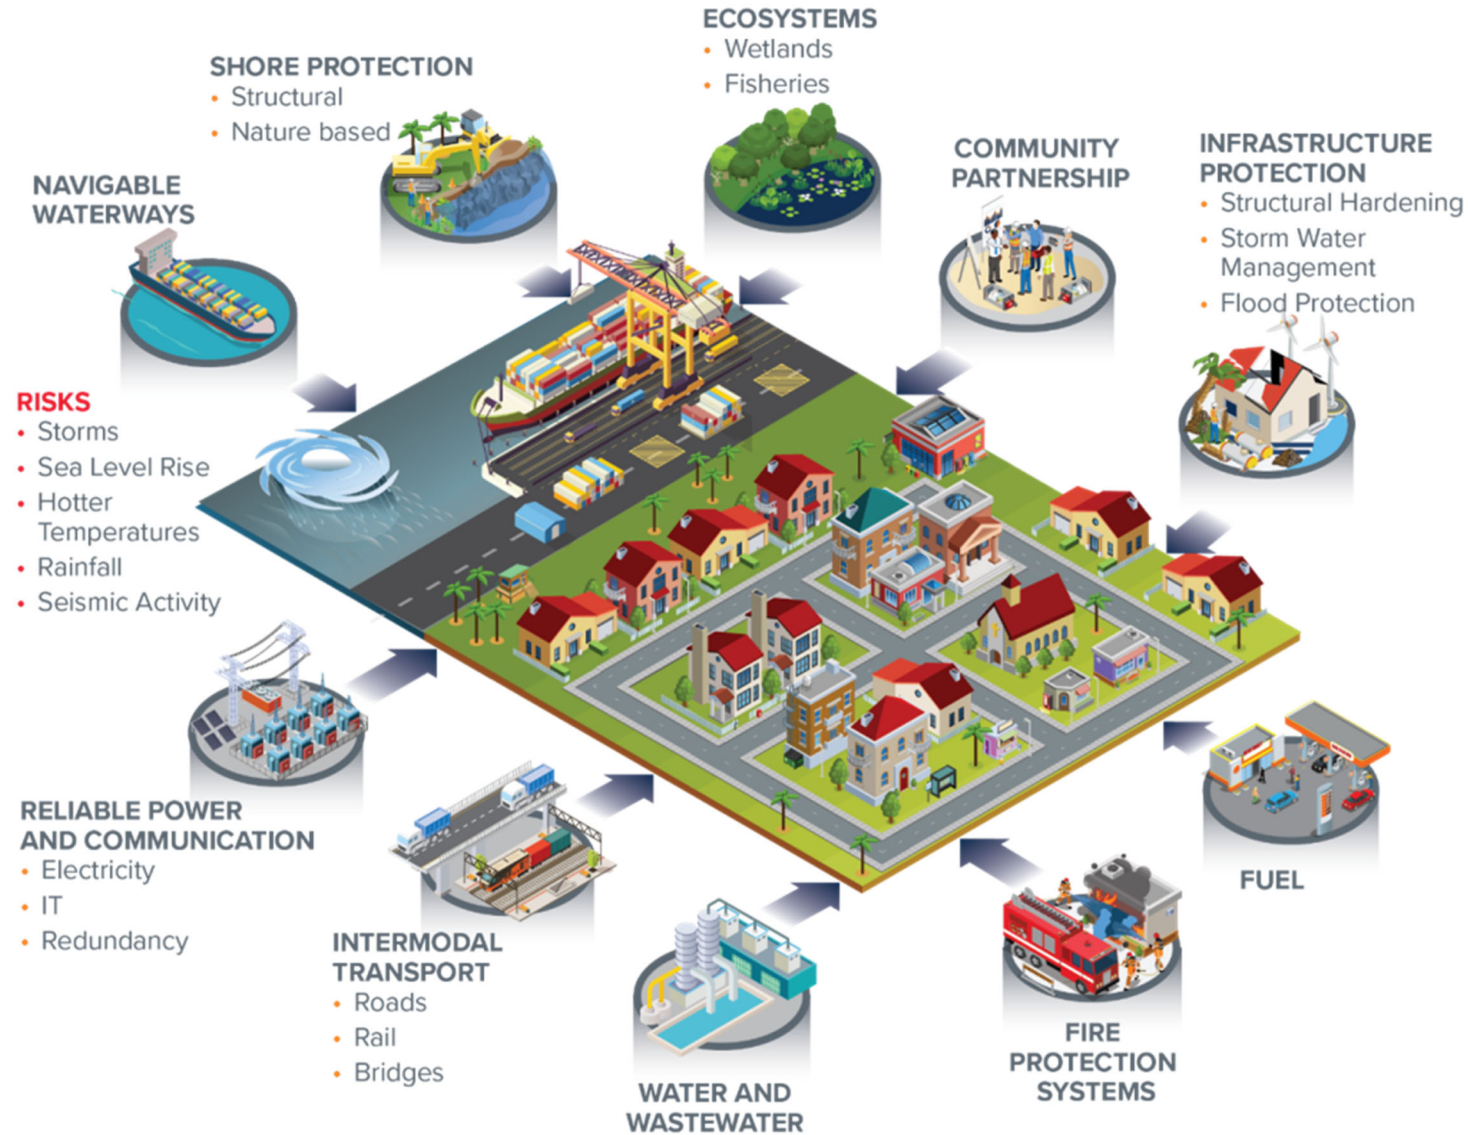 ECOSYSTEMS
• Wetlands
• Fisheries
SHORE PROTECTION
• Structural
• Nature based
NAVIGABLE
WATERWAYS
COMMUNITY
PARTNERSHIP
INFRASTRUCTURE
PROTECTION
• Structural Hardening
• Storm Water
Management
• Flood Protection
RISKS
• Storms
• Sea Level Rise
• Hotter
Temperatures
• Rainfall
• Seismic Activity
RELIABLE POWER
AND COMMUNICATION
• Electricity
• IT
• Redundancy
INTERMODAL
TRANSPORT
• Roads
• Rail
• Bridges
WATER AND
WASTEWATER
FIRE
PROTECTION
SYSTEMS
FUEL